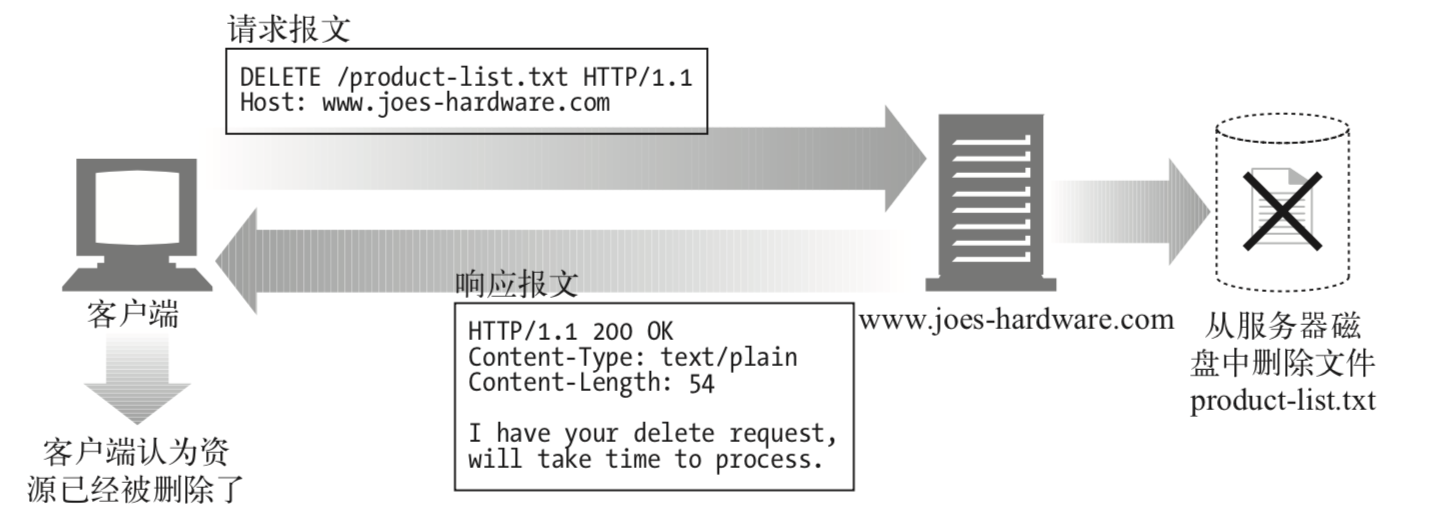 请求报文
DELETE /product-list.txt HTTP/1.1
Host: www.joes-hardware.com
客户端
客户端认为资
源已经被删除了
响应报文
HTTP/1.1 200 OK
Content-Type: text/plain
Content-Length: 54
I have your delete request,
will take time to process.
www.joes-hardware.com
从服务器磁
盘中删除文件
product-list.txt